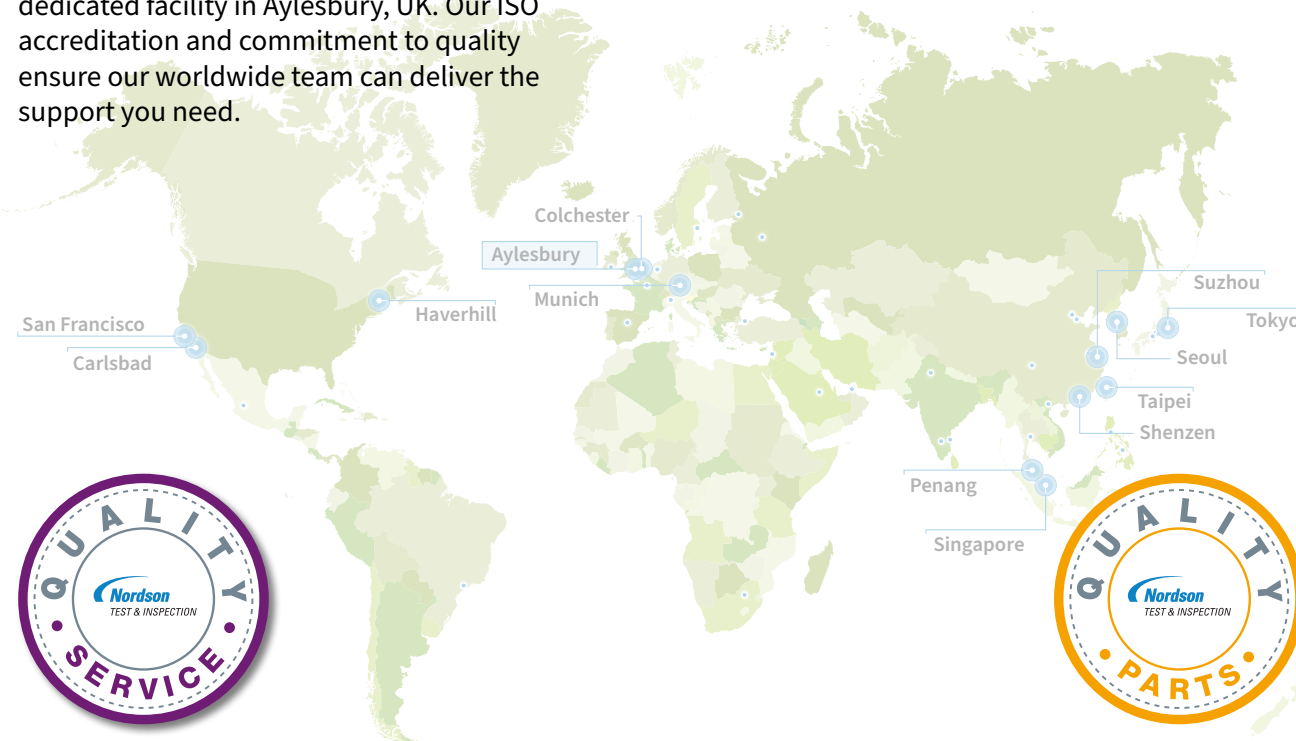 dedicated facility in Aylesbury, UK. Our ISO
accreditation and commitment to quality
ensure our worldwide team can deliver the
support you need.
Colchester
Aylesbury
Munich
Haverhill
San Francisco
Carlsbad
Suzhou
Tokyo
Seoul
Taipei
Shenzen
Penang
Singapore
QUALITY
Nordson
TEST & INSPECTION
SERVICE
QUALITY
Nordson
TEST & INSPECTION
PARTS